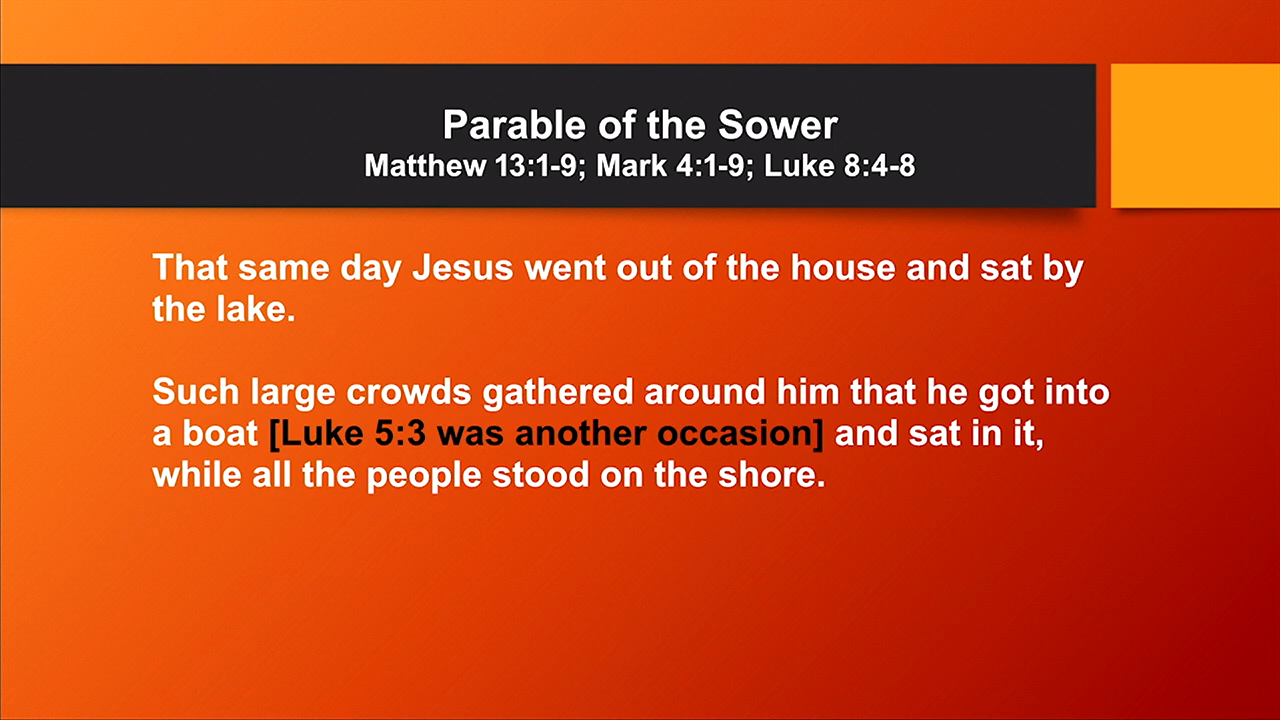 Parable of the Sower
Matthew 13:1-9; Mark 4:1-9; Luke 8:4-8
That same day Jesus went out of the house and sat by
the lake.
Such large crowds gathered around him that he got into
a boat [Luke 5:3 was another occasion] and sat in it,
while all the people stood on the shore.